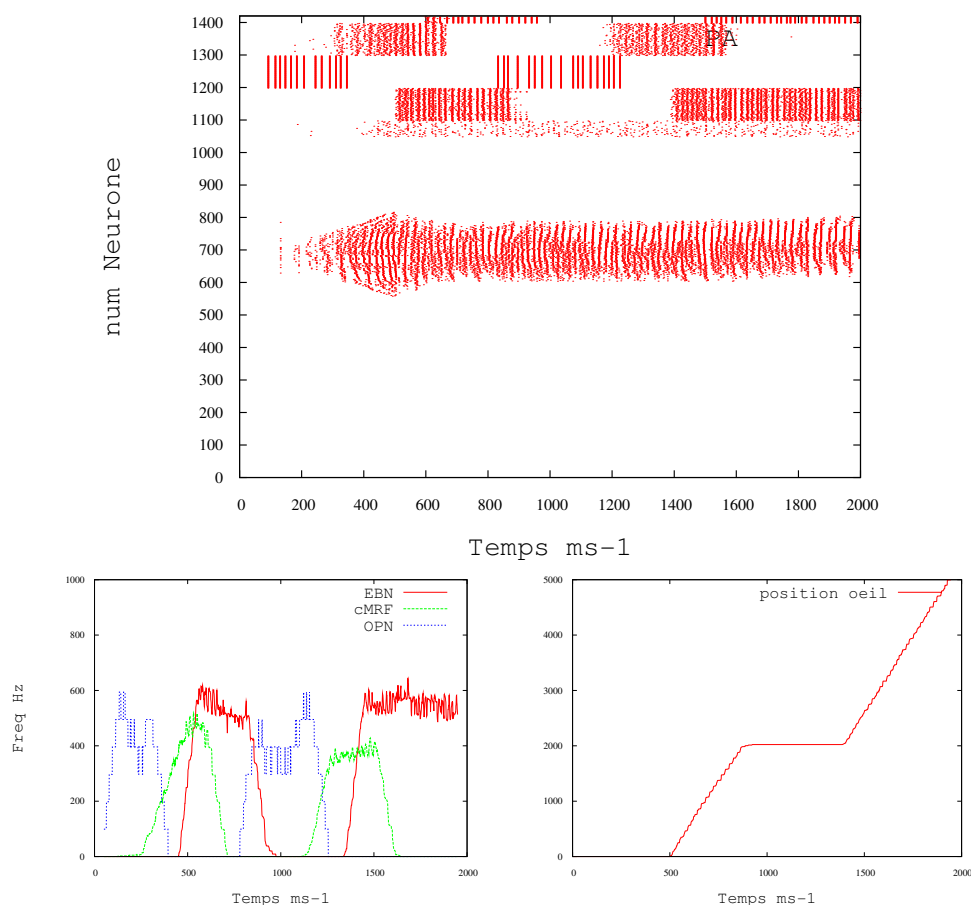 1400
1300
1200
1100
1000
900
800
700
600
500
400
300
200
100
0
num Neurone
PA
0 200 400 600 800 1000 1200 1400 1600 1800 2000
Temps ms-1
1000
800
600
400
200
0
Freq Hz
EBN
cMRF
OPN
0 500 1000 1500 2000
Temps ms-1
5000
4000
3000
2000
1000
0
position oeil
0 500 1000 1500 2000
Temps ms-1